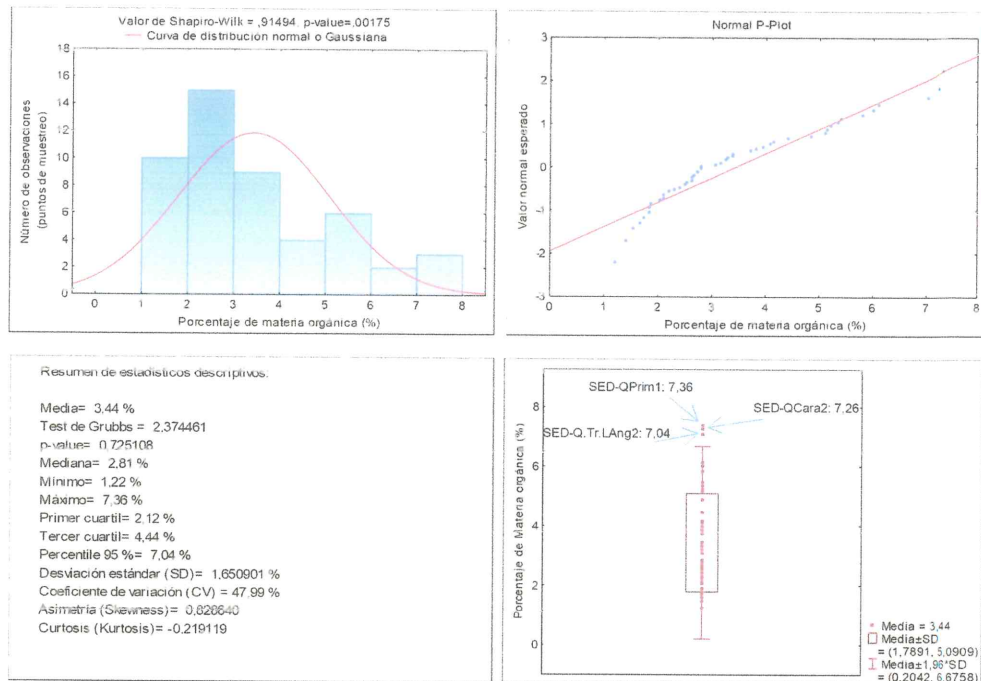 Valor de Shapiro-Wilk = ,91494, p-value=,00175
Curva de distribución normal o Gaussiana
Número de observaciones
(puntos de muestreo)
18
16
14
12
10
8
6
4
2
0
0 1 2 3 4 5 6 7 8
Porcentaje de materia orgánica (%)
Normal P-Plot
Valor normal esperado
3
2
1
0
-1
-2
-3
0 1 2 3 4 5 6 7 8
Porcentaje de materia orgánica (%)
Resumen de estadísticos descriptivos:
Media= 3,44 %
Test de Grubbs = 2,374461
p-value= 0,725108
Mediana= 2,81 %
Mínimo= 1,22 %
Máximo= 7,36 %
Primer cuartil= 2,12 %
Tercer cuartil= 4,44 %
Percentile 95 %= 7,04 %
Desviación estándar (SD)= 1,650901 %
Coeficiente de variación (CV) = 47,99 %
Asimetría (Skewness)= 0,828640
Curtosis (Kurtosis)= -0,219119
SED-QPrim1: 7,36
SED-QCara2: 7,26
SED-Q.Tr.LAng2: 7,04
Porcentaje de Materia orgánica (%)
8
6
4
2
0
Media = 3,44
Media±SD
= (1,7891, 5,0909)
Media±1,96*SD
= (0,2042, 6,6758)